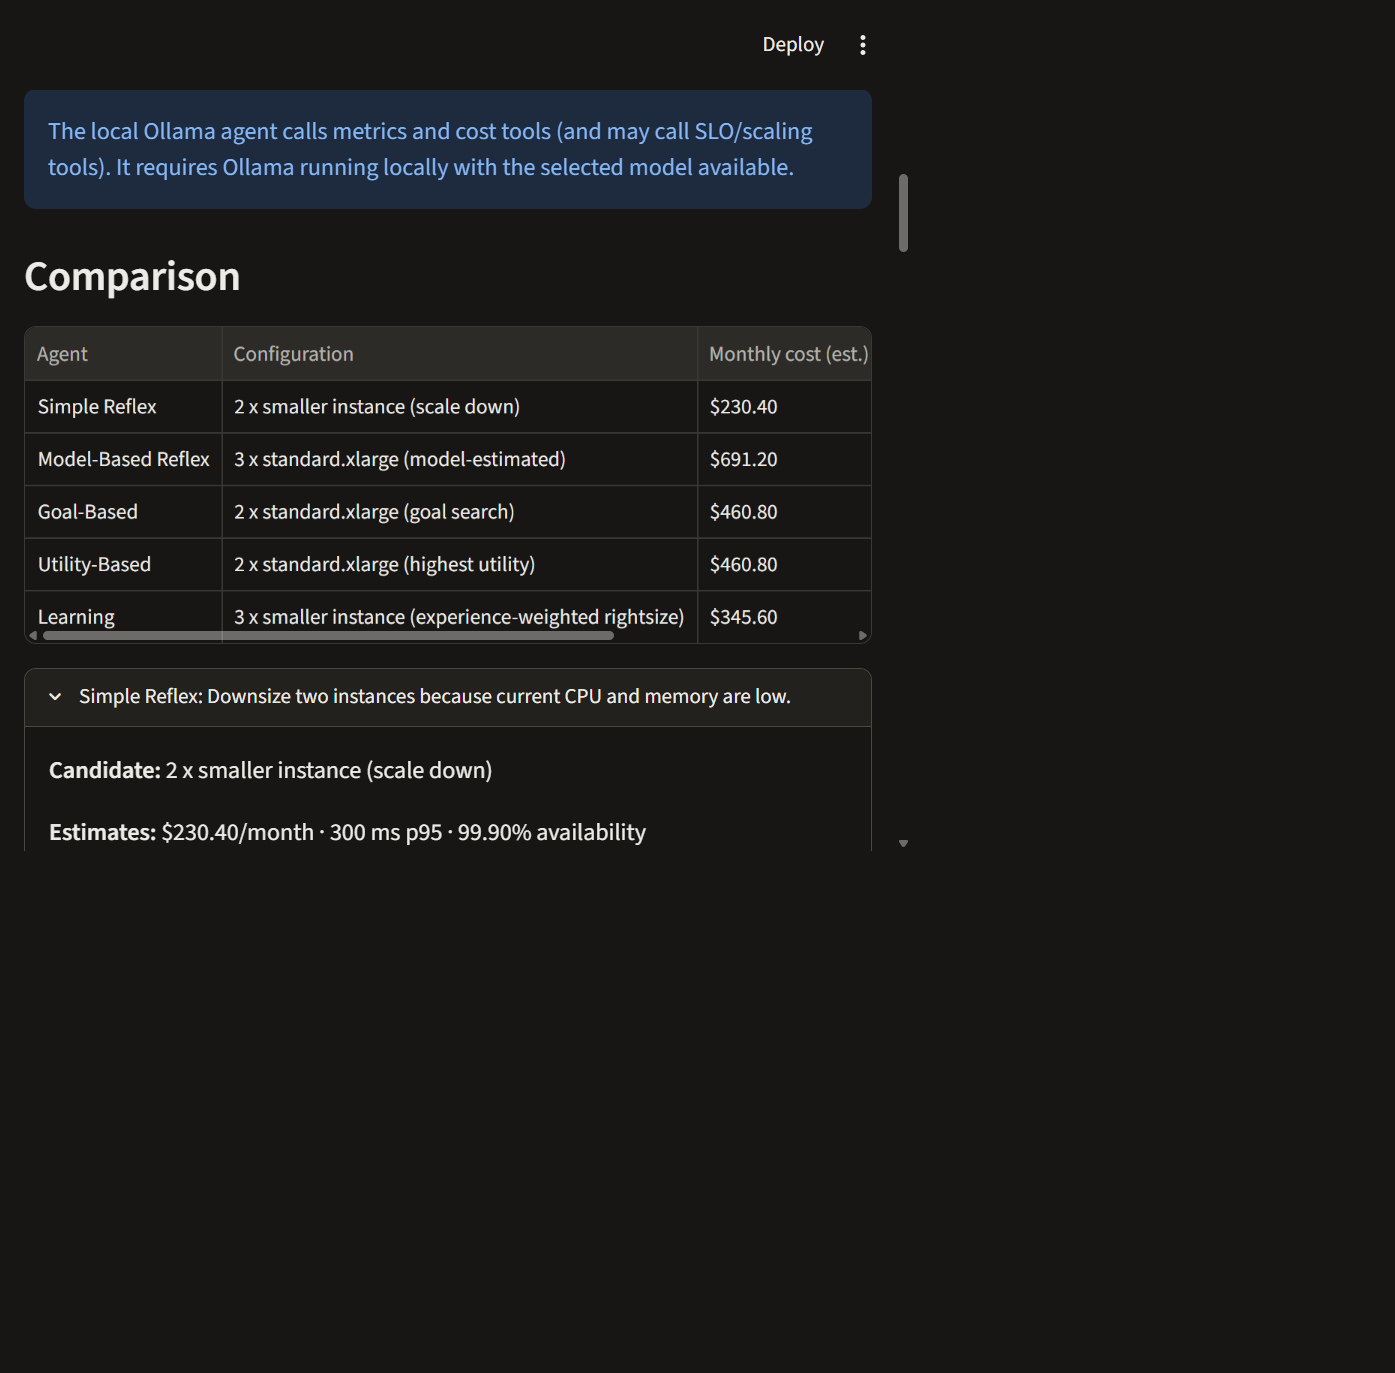 Deploy
The local Ollama agent calls metrics and cost tools (and may call SLO/scaling
tools). It requires Ollama running locally with the selected model available.
Comparison
Agent Configuration Monthly cost (est.)
Simple Reflex 2 x smaller instance (scale down) $230.40
Model-Based Reflex 3 x standard.xlarge (model-estimated) $691.20
Goal-Based 2 x standard.xlarge (goal search) $460.80
Utility-Based 2 x standard.xlarge (highest utility) $460.80
Learning 3 x smaller instance (experience-weighted rightsize) $345.60
Simple Reflex: Downsize two instances because current CPU and memory are low.
Candidate: 2 x smaller instance (scale down)
Estimates: $230.40/month · 300 ms p95 · 99.90% availability